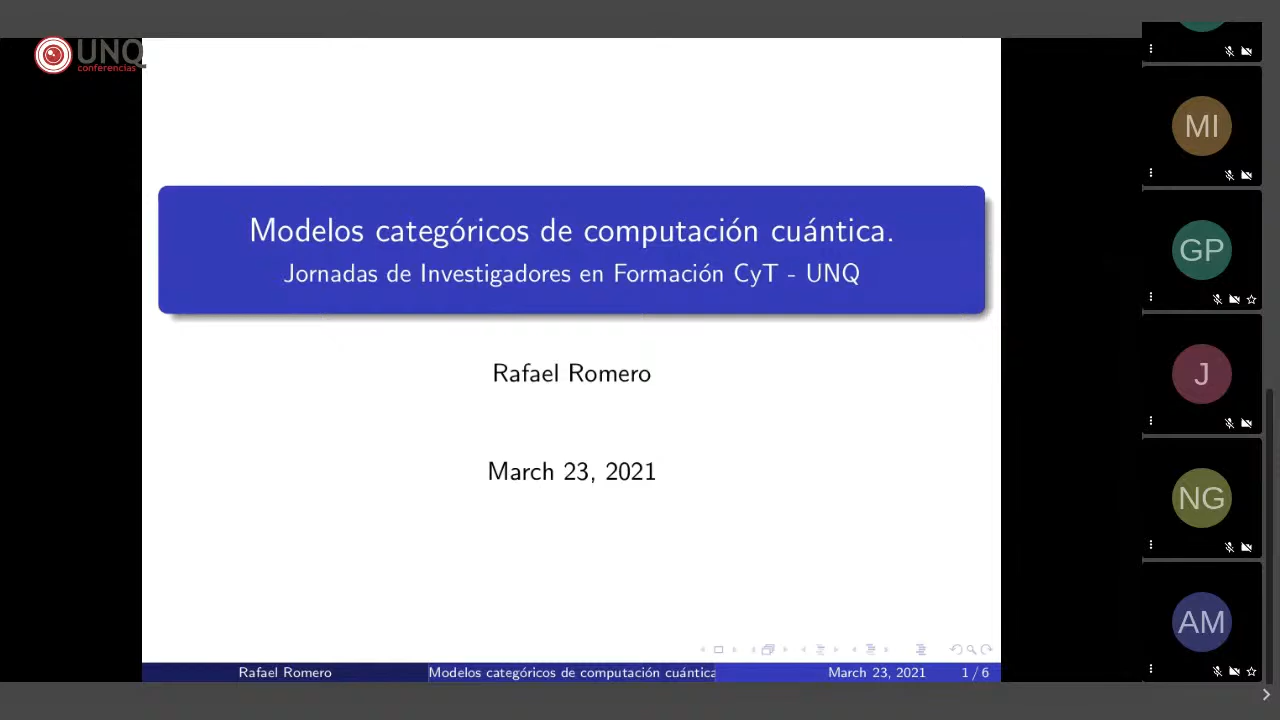 UNQ
conferencias
Modelos categóricos de computación cuántica.
Jornadas de Investigadores en Formación CyT - UNQ
Rafael Romero
March 23, 2021
Rafael Romero
Modelos categóricos de computación cuántica
March 23, 2021
1 / 6
MI
GP
J
NG
AM